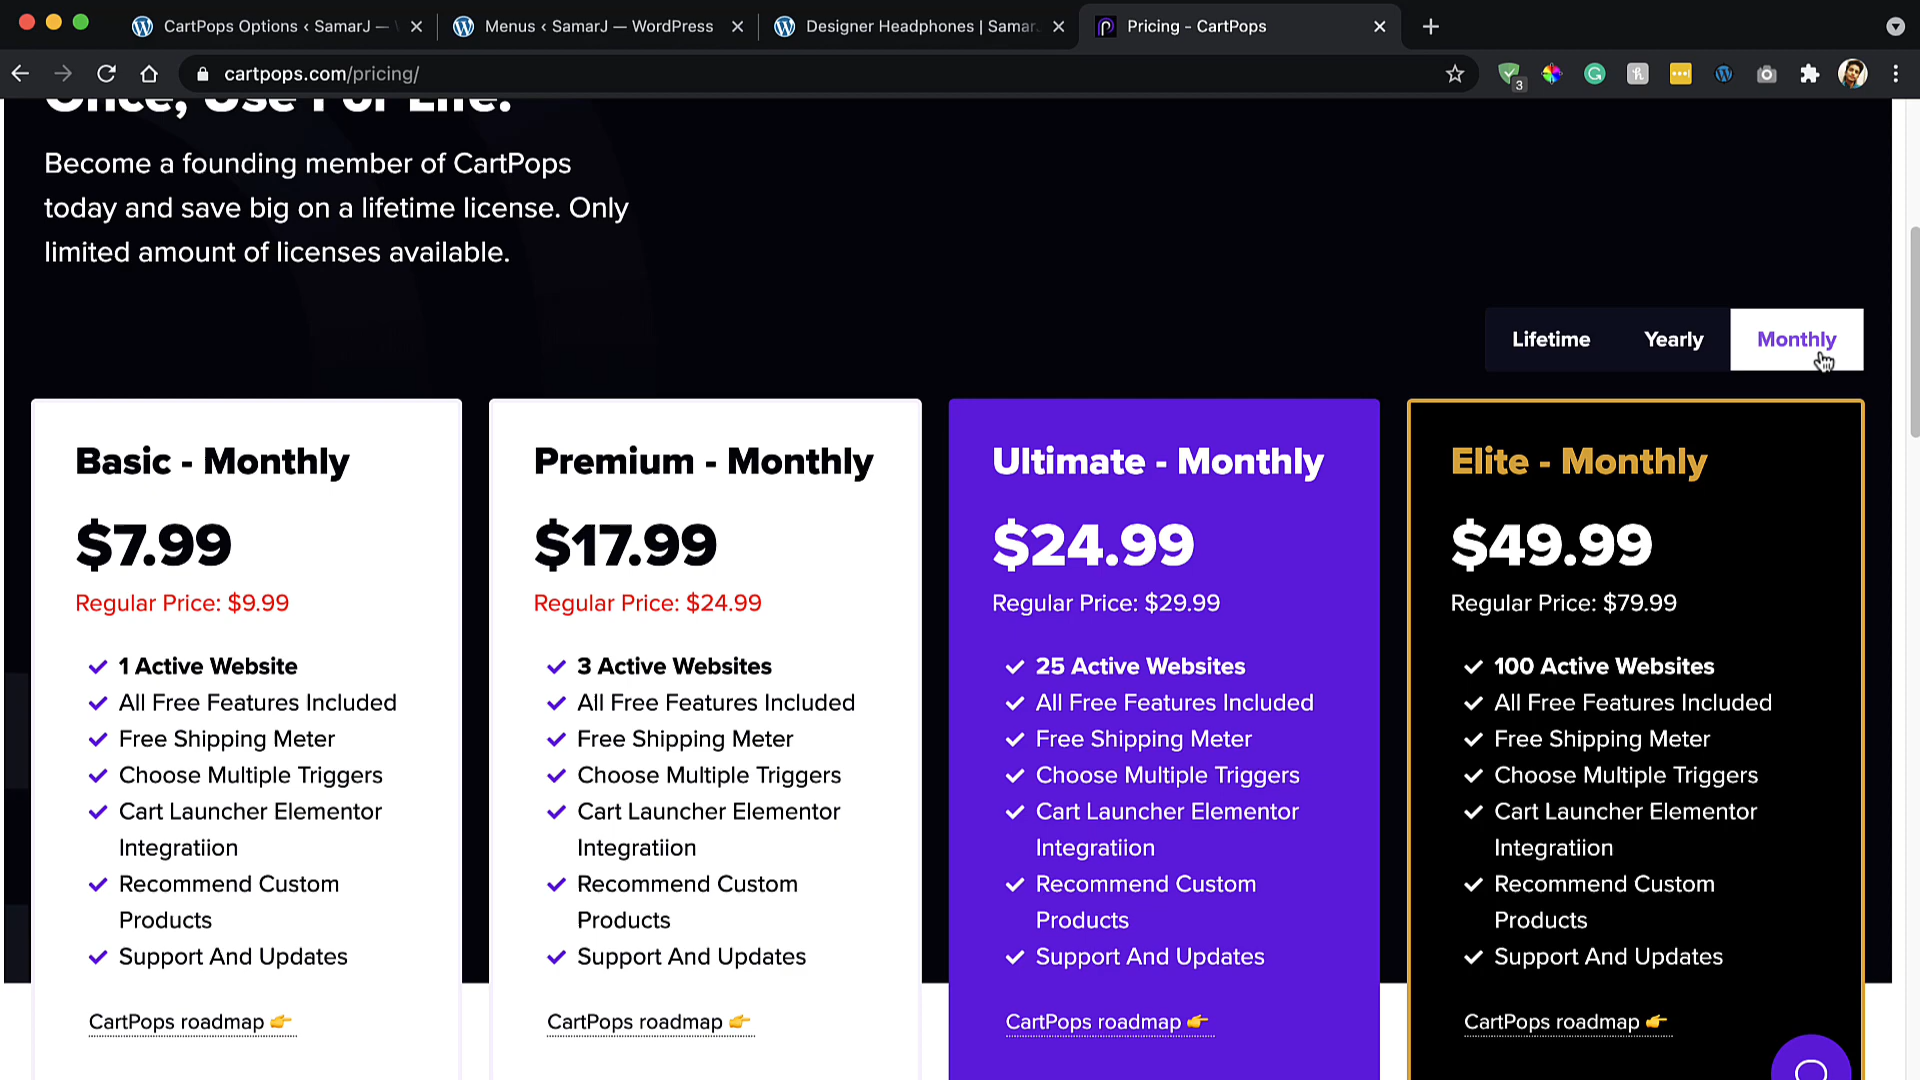 CartPops Options ‹ SamarJ —
Menus ‹ SamarJ — WordPress
Designer Headphones | Samar
Pricing - CartPops
cartpops.com/pricing/
3
Once, Use For Life.
Become a founding member of CartPops
today and save big on a lifetime license. Only
limited amount of licenses available.
Lifetime Yearly Monthly
Basic - Monthly
$7.99
Regular Price: $9.99
1 Active Website
All Free Features Included
Free Shipping Meter
Choose Multiple Triggers
Cart Launcher Elementor
Integratiion
Recommend Custom
Products
Support And Updates
CartPops roadmap 👉
Premium - Monthly
$17.99
Regular Price: $24.99
3 Active Websites
All Free Features Included
Free Shipping Meter
Choose Multiple Triggers
Cart Launcher Elementor
Integratiion
Recommend Custom
Products
Support And Updates
CartPops roadmap 👉
Ultimate - Monthly
$24.99
Regular Price: $29.99
25 Active Websites
All Free Features Included
Free Shipping Meter
Choose Multiple Triggers
Cart Launcher Elementor
Integratiion
Recommend Custom
Products
Support And Updates
CartPops roadmap 👉
Elite - Monthly
$49.99
Regular Price: $79.99
100 Active Websites
All Free Features Included
Free Shipping Meter
Choose Multiple Triggers
Cart Launcher Elementor
Integratiion
Recommend Custom
Products
Support And Updates
CartPops roadmap 👉